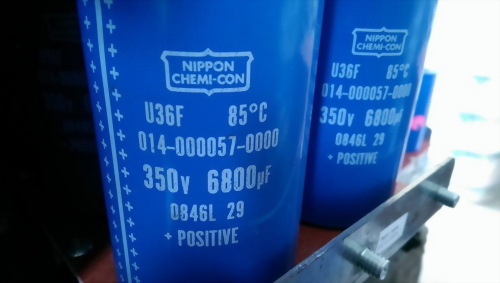 NIPPON
CHEMI-CON
U36F 85°C
014-000057-0000
350V 6800µF
0846L 29
+ POSITIVE
NIPPON
CHEMI-CON
U36F 85°C
014-000057-0000
350V 6800µF
0846L 29
+ POSITIVE